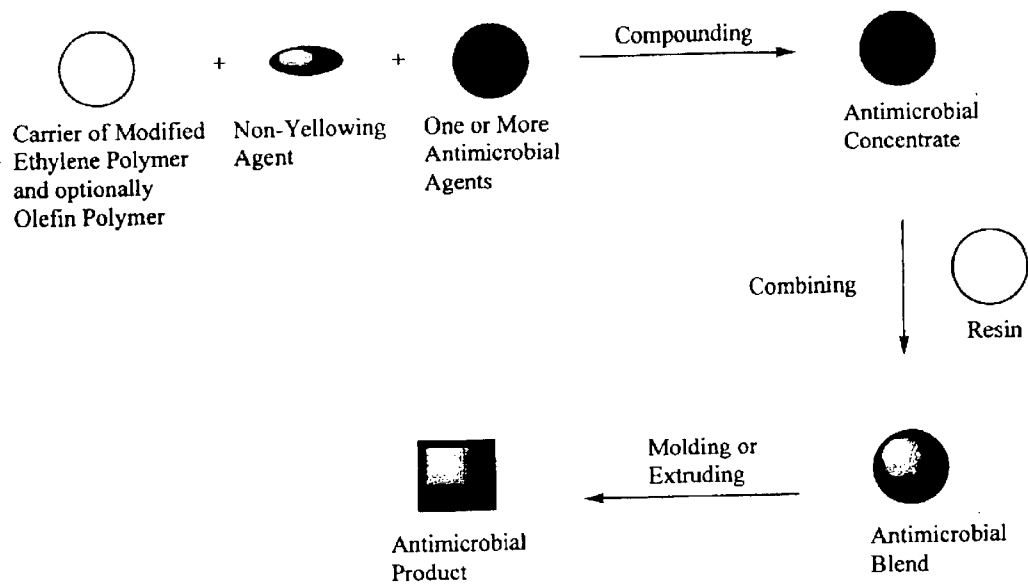 +
+
Compounding
Carrier of Modified
Ethylene Polymer
and optionally
Olefin Polymer
Non-Yellowing
Agent
One or More
Antimicrobial
Agents
Antimicrobial
Concentrate
Combining
Resin
Molding or
Extruding
Antimicrobial
Product
Antimicrobial
Blend